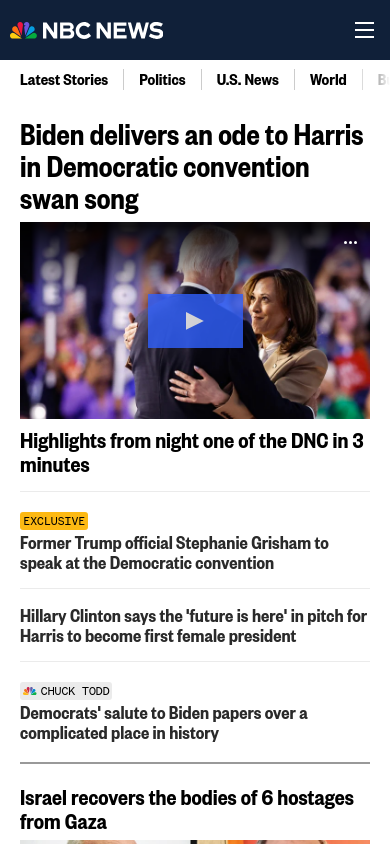 NBC NEWS
Latest Stories
Politics
U.S. News
World
Biden delivers an ode to Harris
in Democratic convention
swan song
Highlights from night one of the DNC in 3
minutes
EXCLUSIVE
Former Trump official Stephanie Grisham to
speak at the Democratic convention
Hillary Clinton says the 'future is here' in pitch for
Harris to become first female president
CHUCK TODD
Democrats' salute to Biden papers over a
complicated place in history
Israel recovers the bodies of 6 hostages
from Gaza